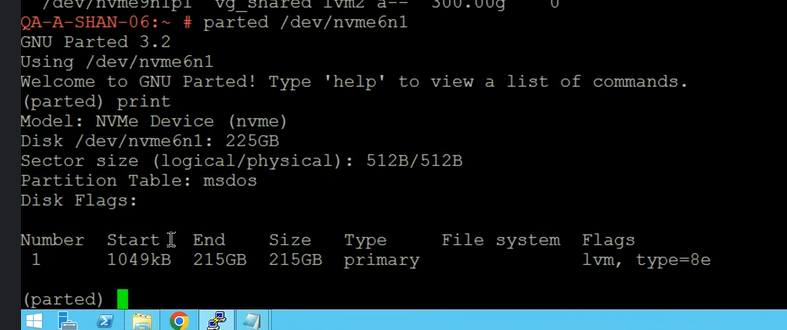 /dev/nvme9n1p1 vg_shared lvm2 a-- 300.00g 0
QA-A-SHAN-06:~ # parted /dev/nvme6n1
GNU Parted 3.2
Using /dev/nvme6n1
Welcome to GNU Parted! Type 'help' to view a list of commands.
(parted) print
Model: NVMe Device (nvme)
Disk /dev/nvme6n1: 225GB
Sector size (logical/physical): 512B/512B
Partition Table: msdos
Disk Flags:
Number Start End Size Type File system Flags
1 1049kB 215GB 215GB primary lvm, type=8e
(parted)